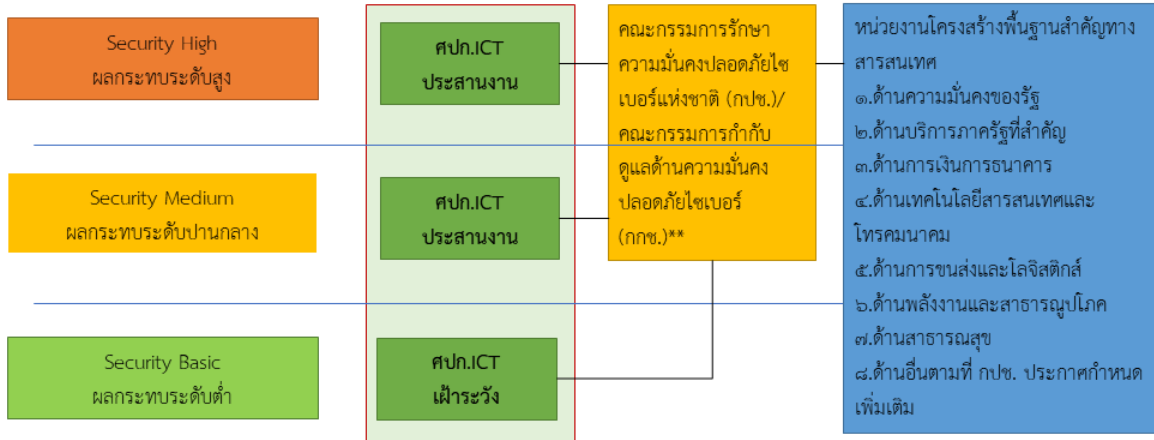 Security High
ผลกระทบระดับสูง
ศปก.ICT
ประสานงาน
คณะกรรมการรักษา
ความมั่นคงปลอดภัยไซ
เบอร์แห่งชาติ (กปช.)/
คณะกรรมการกำกับ
ดูแลด้านความมั่นคง
ปลอดภัยไซเบอร์
(กกช.)**
หน่วยงานโครงสร้างพื้นฐานสำคัญทาง
สารสนเทศ
๑.ด้านความมั่นคงของรัฐ
๒.ด้านบริการภาครัฐที่สำคัญ
๓.ด้านการเงินการธนาคาร
๔.ด้านเทคโนโลยีสารสนเทศและ
โทรคมนาคม
๕.ด้านการขนส่งและโลจิสติกส์
๖.ด้านพลังงานและสาธารณูปโภค
๗.ด้านสาธารณสุข
๘.ด้านอื่นตามที่ กปช. ประกาศกำหนด
เพิ่มเติม
Security Medium
ผลกระทบระดับปานกลาง
ศปก.ICT
ประสานงาน
Security Basic
ผลกระทบระดับต่ำ
ศปก.ICT
เฝ้าระวัง